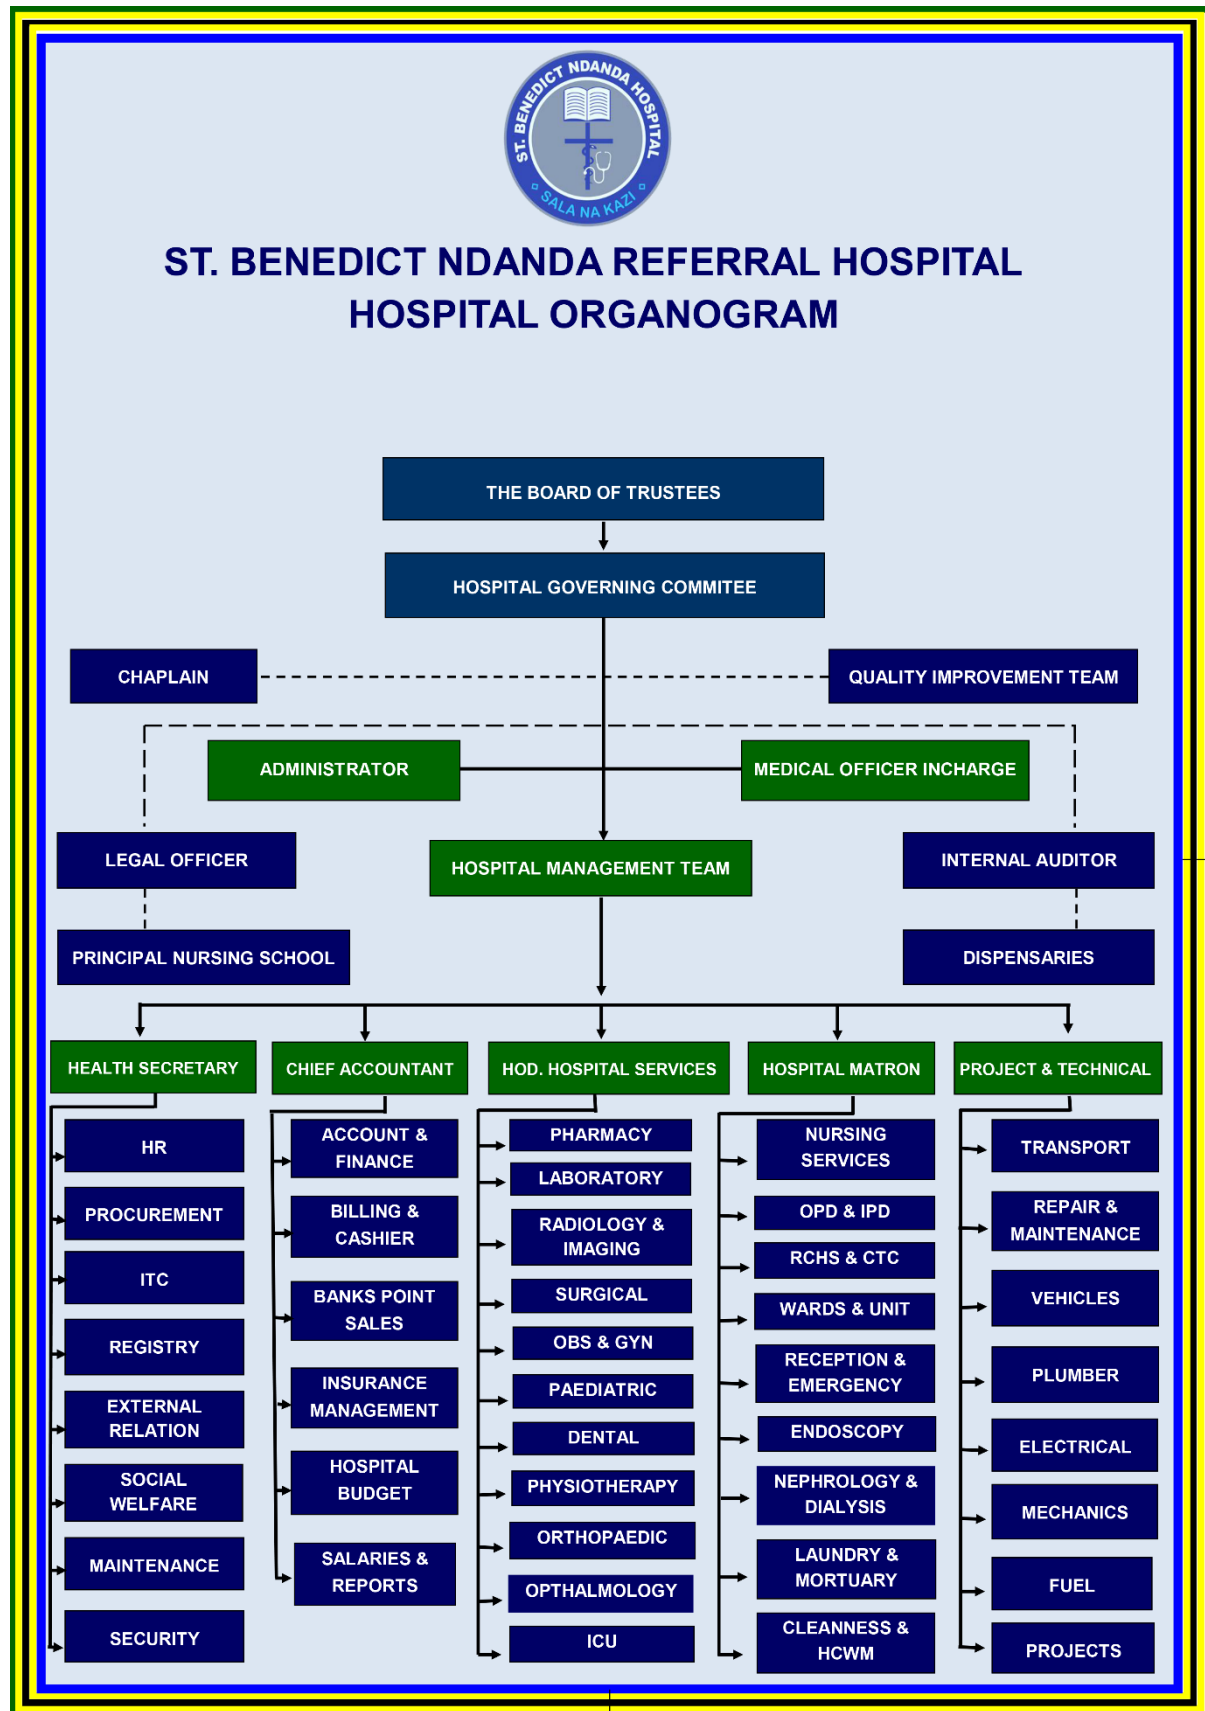 ST. BENEDICT NDANDA HOSPITAL
SALA NA KAZI
ST. BENEDICT NDANDA REFERRAL HOSPITAL
HOSPITAL ORGANOGRAM
THE BOARD OF TRUSTEES
HOSPITAL GOVERNING COMMITEE
CHAPLAIN
QUALITY IMPROVEMENT TEAM
ADMINISTRATOR
MEDICAL OFFICER INCHARGE
LEGAL OFFICER
HOSPITAL MANAGEMENT TEAM
INTERNAL AUDITOR
PRINCIPAL NURSING SCHOOL
DISPENSARIES
HEALTH SECRETARY
HR
PROCUREMENT
ITC
REGISTRY
EXTERNAL
RELATION
SOCIAL
WELFARE
MAINTENANCE
SECURITY
CHIEF ACCOUNTANT
ACCOUNT &
FINANCE
BILLING &
CASHIER
BANKS POINT
SALES
INSURANCE
MANAGEMENT
HOSPITAL
BUDGET
SALARIES &
REPORTS
HOD. HOSPITAL SERVICES
PHARMACY
LABORATORY
RADIOLOGY &
IMAGING
SURGICAL
OBS & GYN
PAEDIATRIC
DENTAL
PHYSIOTHERAPY
ORTHOPAEDIC
OPTHALMOLOGY
ICU
HOSPITAL MATRON
NURSING
SERVICES
OPD & IPD
RCHS & CTC
WARDS & UNIT
RECEPTION &
EMERGENCY
ENDOSCOPY
NEPHROLOGY &
DIALYSIS
LAUNDRY &
MORTUARY
CLEANNESS &
HCWM
PROJECT & TECHNICAL
TRANSPORT
REPAIR &
MAINTENANCE
VEHICLES
PLUMBER
ELECTRICAL
MECHANICS
FUEL
PROJECTS